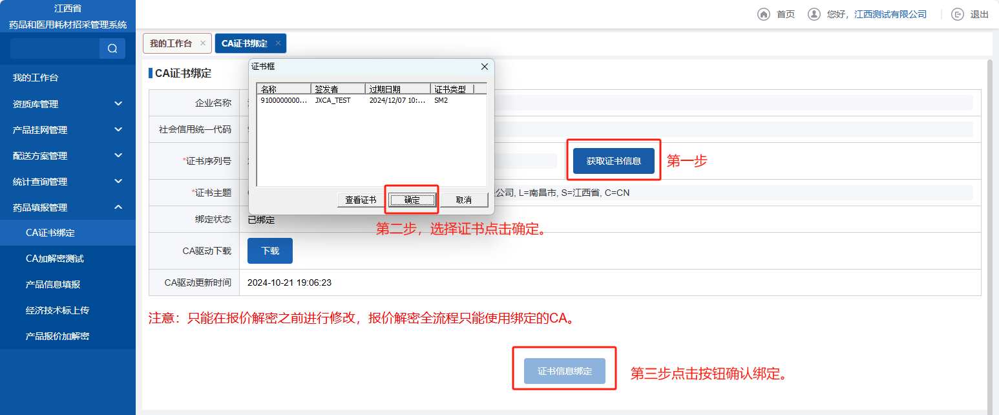 江西省
药品和医用耗材招采管理系统
首页
您好，江西测试有限公司
退出
我的工作台
资质库管理
产品挂网管理
配送方案管理
统计查询管理
药品填报管理
CA证书绑定
CA加解密测试
产品信息填报
经济技术标上传
产品报价加解密
我的工作台 ×
CA证书绑定 ×
CA证书绑定
企业名称
社会信用统一代码
*证书序列号
获取证书信息
第一步
*证书主题
公司, L=南昌市, S=江西省, C=CN
绑定状态
已绑定
CA驱动下载
下载
CA驱动更新时间
2024-10-21 19:06:23
证书框
名称 签发者 过期日期 证书类型
9100000000... JXCA_TEST 2024/12/07 10:... SM2
查看证书 确定 取消
第二步，选择证书点击确定。
注意：只能在报价解密之前进行修改，报价解密全流程只能使用绑定的CA。
证书信息绑定
第三步点击按钮确认绑定。